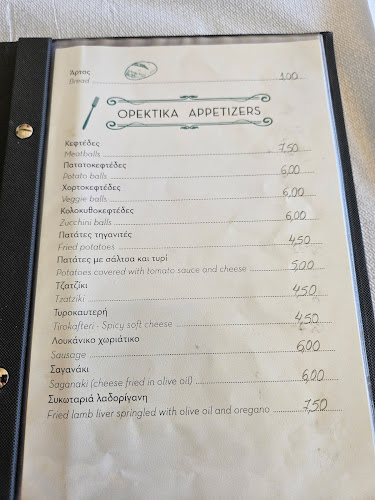 Άρτος
Bread 1,00
ΟΡΕΚΤΙΚΑ APPETIZERS
Κεφτέδες
Meatballs 7,50
Πατατοκεφτέδες
Potato balls 6,00
Χορτοκεφτέδες
Veggie balls 6,00
Κολοκυθοκεφτέδες
Zucchini balls 6,00
Πατάτες τηγανιτές
Fried potatoes 4,50
Πατάτες με σάλτσα και τυρί
Potatoes covered with tomato sauce and cheese 5,00
Τζατζίκι
Tzatziki 4,50
Τυροκαυτερή
Tirokafteri - Spicy soft cheese 4,50
Λουκάνικο χωριάτικο
Sausage 6,00
Σαγανάκι
Saganaki (cheese fried in olive oil) 6,00
Συκωταριά λαδορίγανη
Fried lamb liver springled with olive oil and oregano 7,50